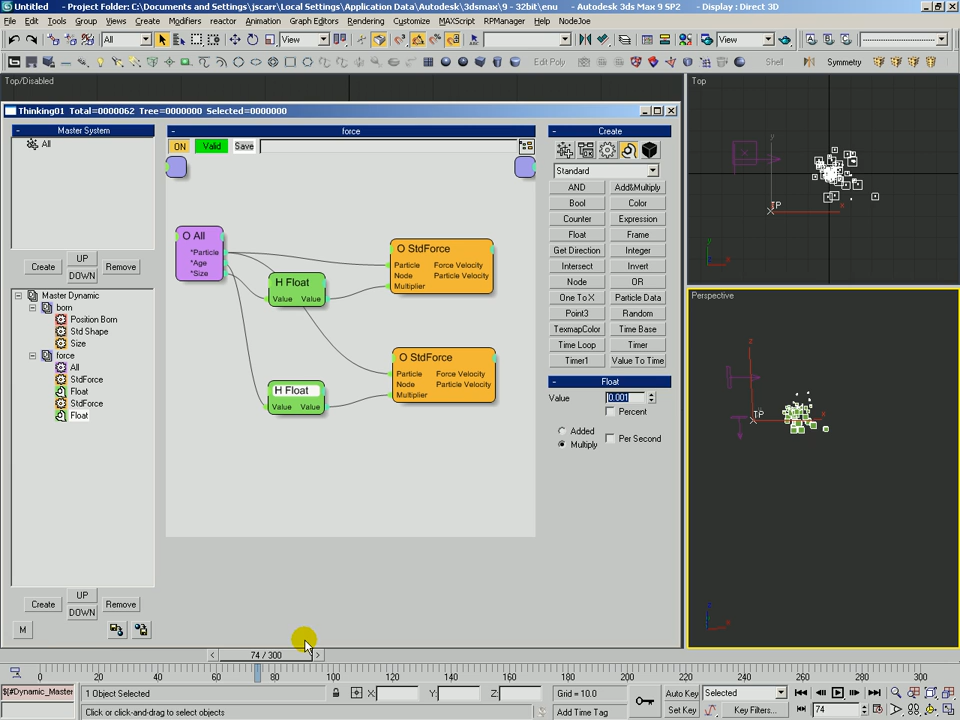 Untitled - Project Folder: C:\Documents and Settings\jscarr\Local Settings\Application Data\Autodesk\3dsmax\9 - 32bit\enu - Autodesk 3ds Max 9 SP2 - Display : Direct 3D
File Edit Tools Group Views Create Modifiers reactor Animation Graph Editors Rendering Customize MAXScript RPManager Help NodeJoe
All View View
Edit Poly Shell Symmetry
Top/Disabled
Top
Thinking01 Total=0000062 Tree=0000000 Selected=0000000
- Master System
- force
- Create
All
ON Valid Save
Standard
AND Add&Multiply
Bool Color
Counter Expression
Float Frame
Get Direction Integer
Intersect Invert
Node OR
One To X Particle Data
Point3 Random
TexmapColor Time Base
Time Loop Timer
Timer1 Value To Time
Create UP Remove
DOWN
Master Dynamic
born
Position Born
Std Shape
Size
force
All
StdForce
Float
StdForce
Float
O All
*Particle
*Age
*Size
H Float
Value Value
O StdForce
Particle Force Velocity
Node Particle Velocity
Multiplier
H Float
Value Value
O StdForce
Particle Force Velocity
Node Particle Velocity
Multiplier
- Float
Value 0.001
Percent
Added
Multiply Per Second
y
x
TP
Perspective
z
x
TP
Create UP Remove
DOWN
M
< 74 / 300 >
0 20 40 60 80 100 120 140 160 180 200 220 240 260 280 300
$[#Dynamic_Master 1 Object Selected X: Y: Z: Grid = 10.0 Auto Key Selected
Click or click-and-drag to select objects Add Time Tag Set Key Key Filters... 74